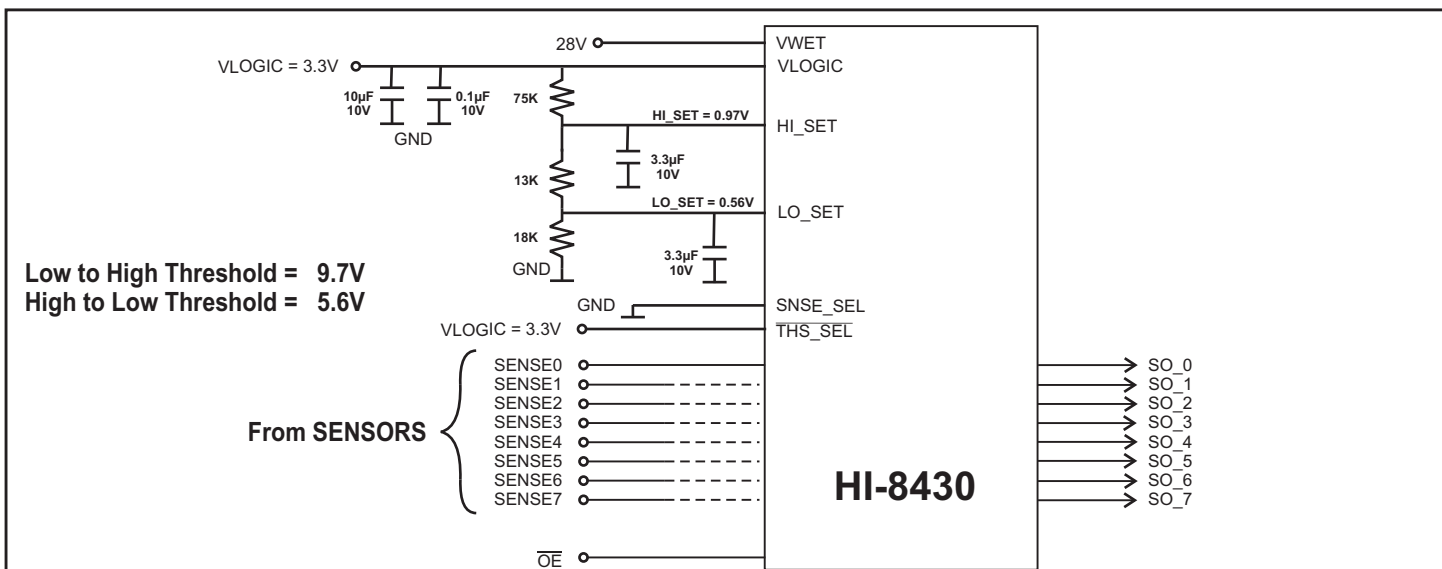 28V
VWET
VLOGIC = 3.3V
VLOGIC
10µF
10V
0.1µF
10V
GND
75K
HI_SET = 0.97V
HI_SET
3.3µF
10V
13K
LO_SET = 0.56V
LO_SET
18K
GND
3.3µF
10V
Low to High Threshold = 9.7V
High to Low Threshold = 5.6V
GND
SNSE_SEL
VLOGIC = 3.3V
THS_SEL
From SENSORS
SENSE0
SENSE1
SENSE2
SENSE3
SENSE4
SENSE5
SENSE6
SENSE7
HI-8430
SO_0
SO_1
SO_2
SO_3
SO_4
SO_5
SO_6
SO_7
OE